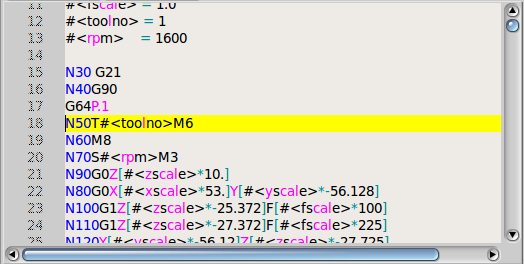 11 #<fscale> = 1.0
12 #<toolno> = 1
13 #<rpm>    = 1600
14
15 N30 G21
16 N40G90
17 G64P.1
18 N50T#<toolno>M6
19 N60M8
20 N70S#<rpm>M3
21 N90G0Z[#<zscale>*10.]
22 N80G0X[#<xscale>*53.]Y[#<yscale>*-56.128]
23 N100G1Z[#<zscale>*-25.372]F[#<fscale>*100]
24 N110G1Z[#<zscale>*-27.372]F[#<fscale>*225]
25 N120Y[#<yscale>*-56.12]Z[#<zscale>*-27.725]